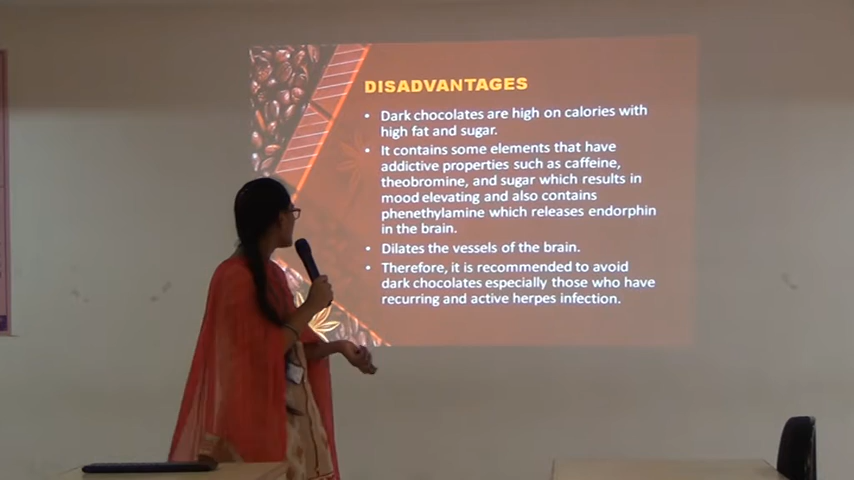 DISADVANTAGES
• Dark chocolates are high on calories with
high fat and sugar.
• It contains some elements that have
addictive properties such as caffeine,
theobromine, and sugar which results in
mood elevating and also contains
phenethylamine which releases endorphin
in the brain.
• Dilates the vessels of the brain.
• Therefore, it is recommended to avoid
dark chocolates especially those who have
recurring and active herpes infection.